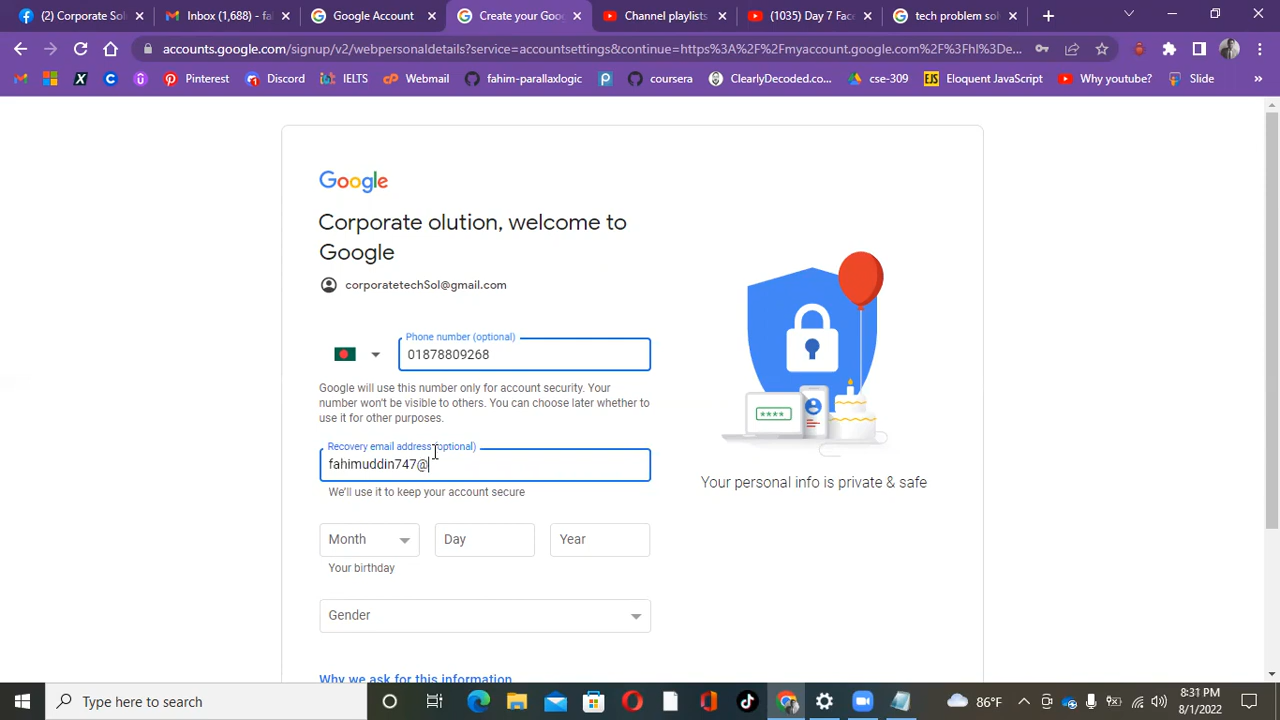 (2) Corporate Sol
Inbox (1,688) - fal
Google Account
Create your Goog
Channel playlists
(1035) Day 7 Fac
tech problem sol
accounts.google.com/signup/v2/webpersonaldetails?service=accountsettings&continue=https%3A%2F%2Fmyaccount.google.com%2F%3Fhl%3De...
Pinterest
Discord
IELTS
Webmail
fahim-parallaxlogic
coursera
ClearlyDecoded.co...
cse-309
EJS Eloquent JavaScript
Why youtube?
Slide
Google
Corporate olution, welcome to
Google
corporatetechSol@gmail.com
Phone number (optional)
01878809268
Google will use this number only for account security. Your
number won't be visible to others. You can choose later whether to
use it for other purposes.
Recovery email address (optional)
fahimuddin747@
We'll use it to keep your account secure
Month
Day
Year
Your birthday
Gender
Why we ask for this information
****
Your personal info is private & safe
Type here to search
86°F
8:31 PM
8/1/2022